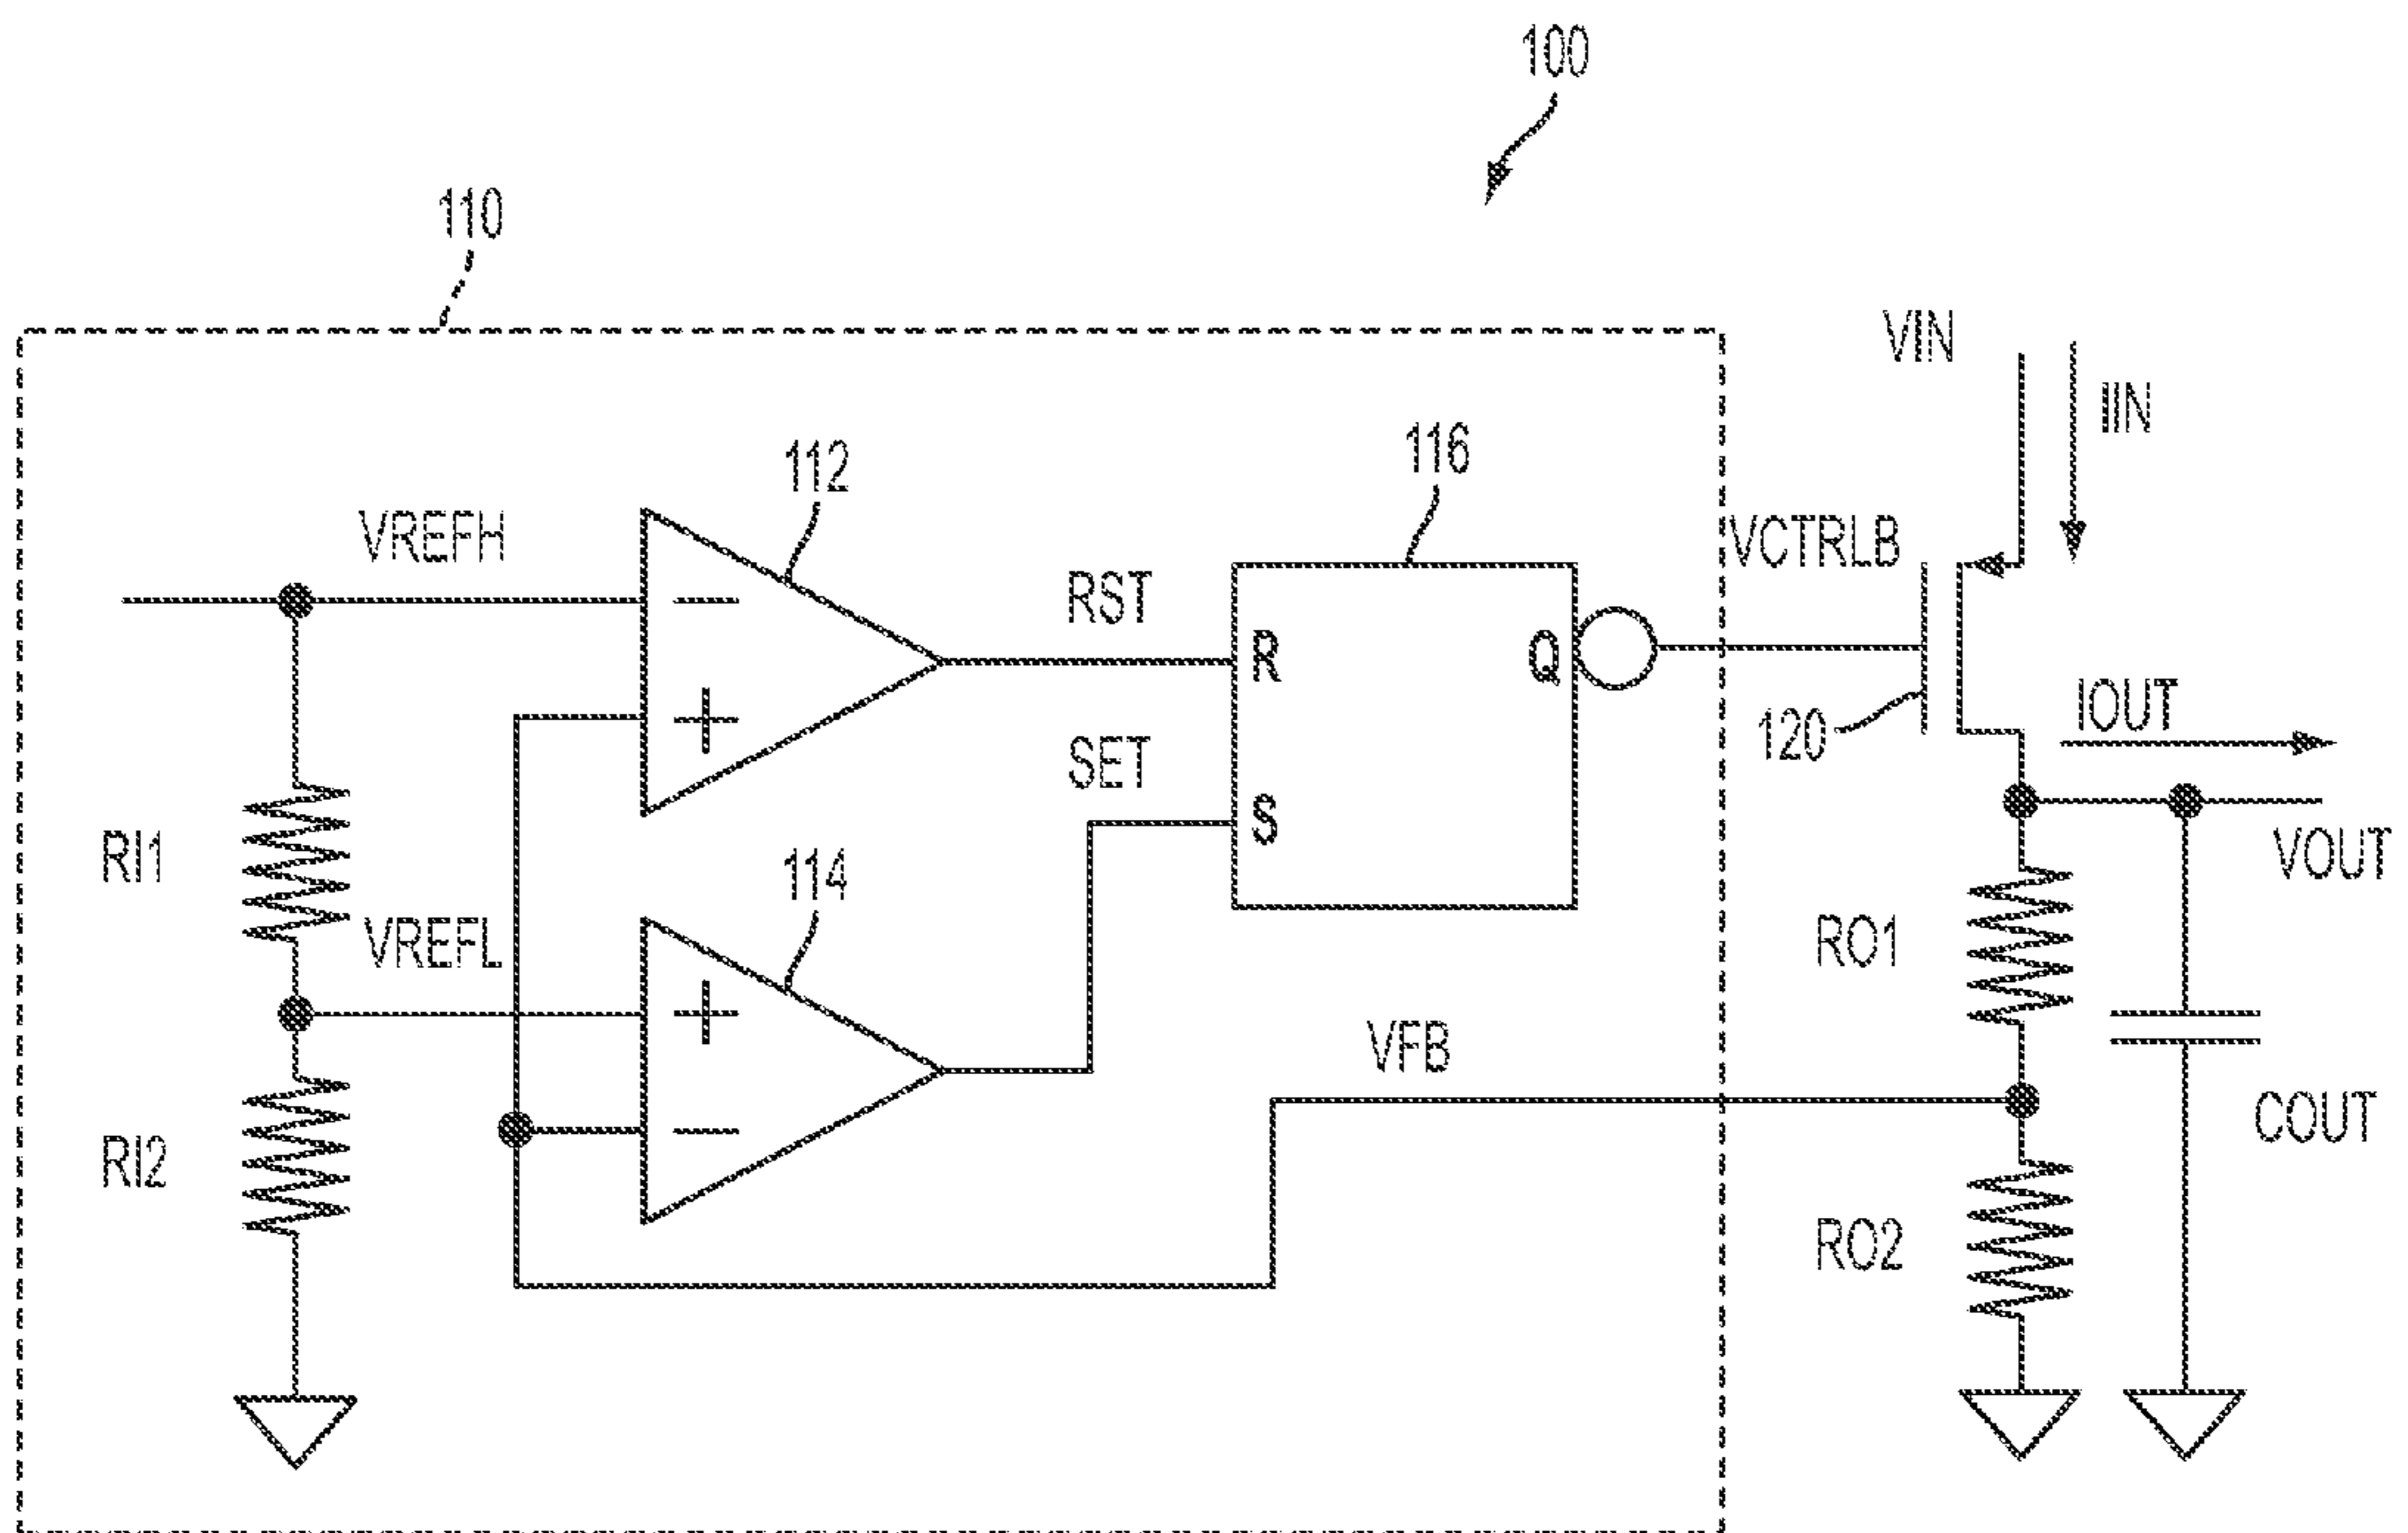 100
110
VIN
IIN
112
116
VREFH
VCTRLB
RST
R
Q
120
IOUT
SET
S
VOUT
RI1
114
VREFL
RO1
VFB
COUT
RI2
RO2